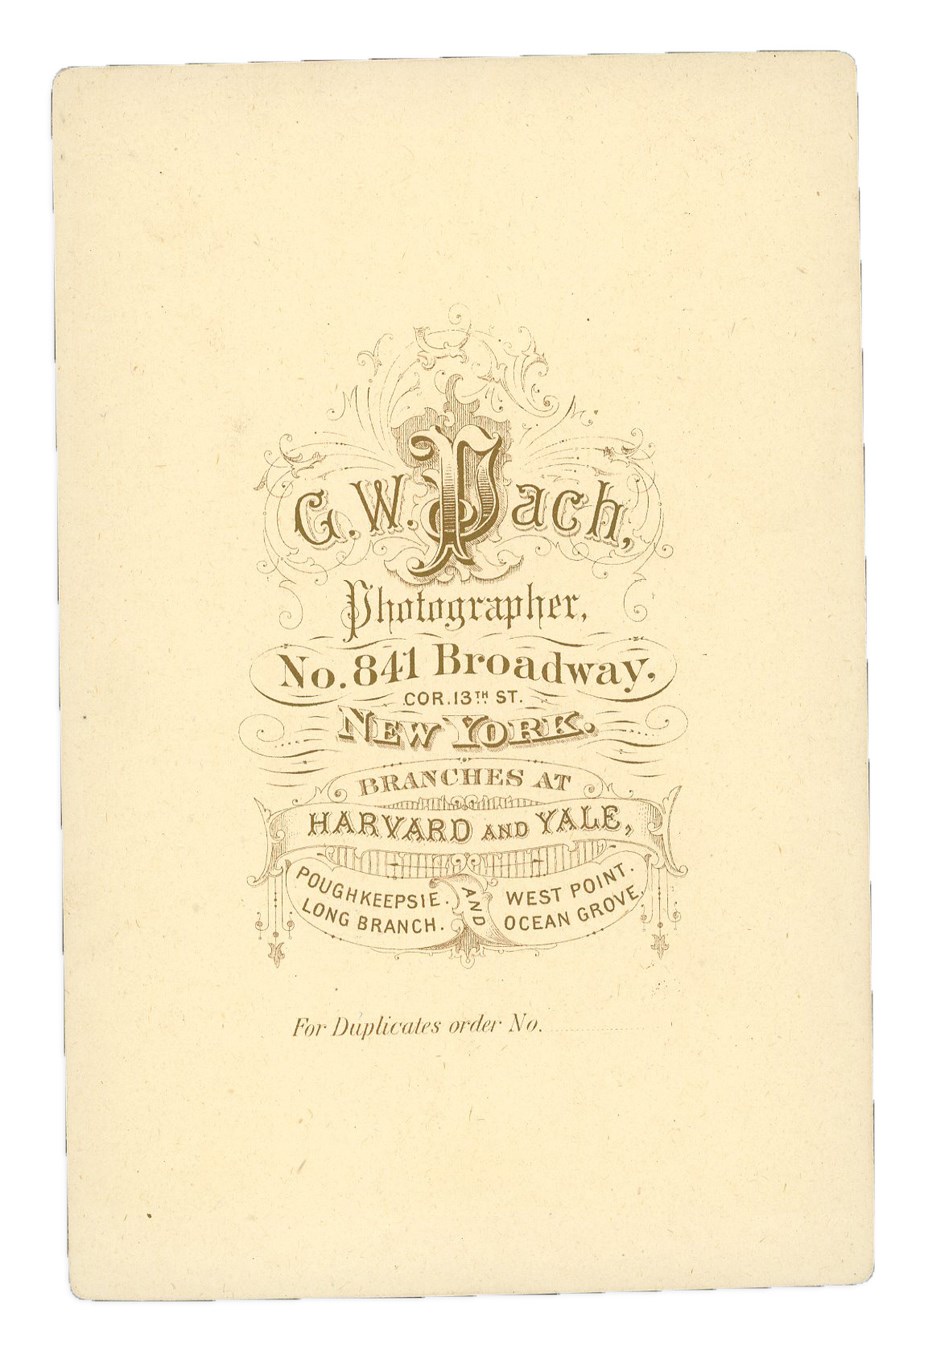 G. W. Pach,
Photographer,
No. 841 Broadway,
COR. 13TH ST.
NEW YORK.
BRANCHES AT
HARVARD AND YALE,
POUGHKEEPSIE.
LONG BRANCH.
AND
WEST POINT.
OCEAN GROVE,
For Duplicates order No.